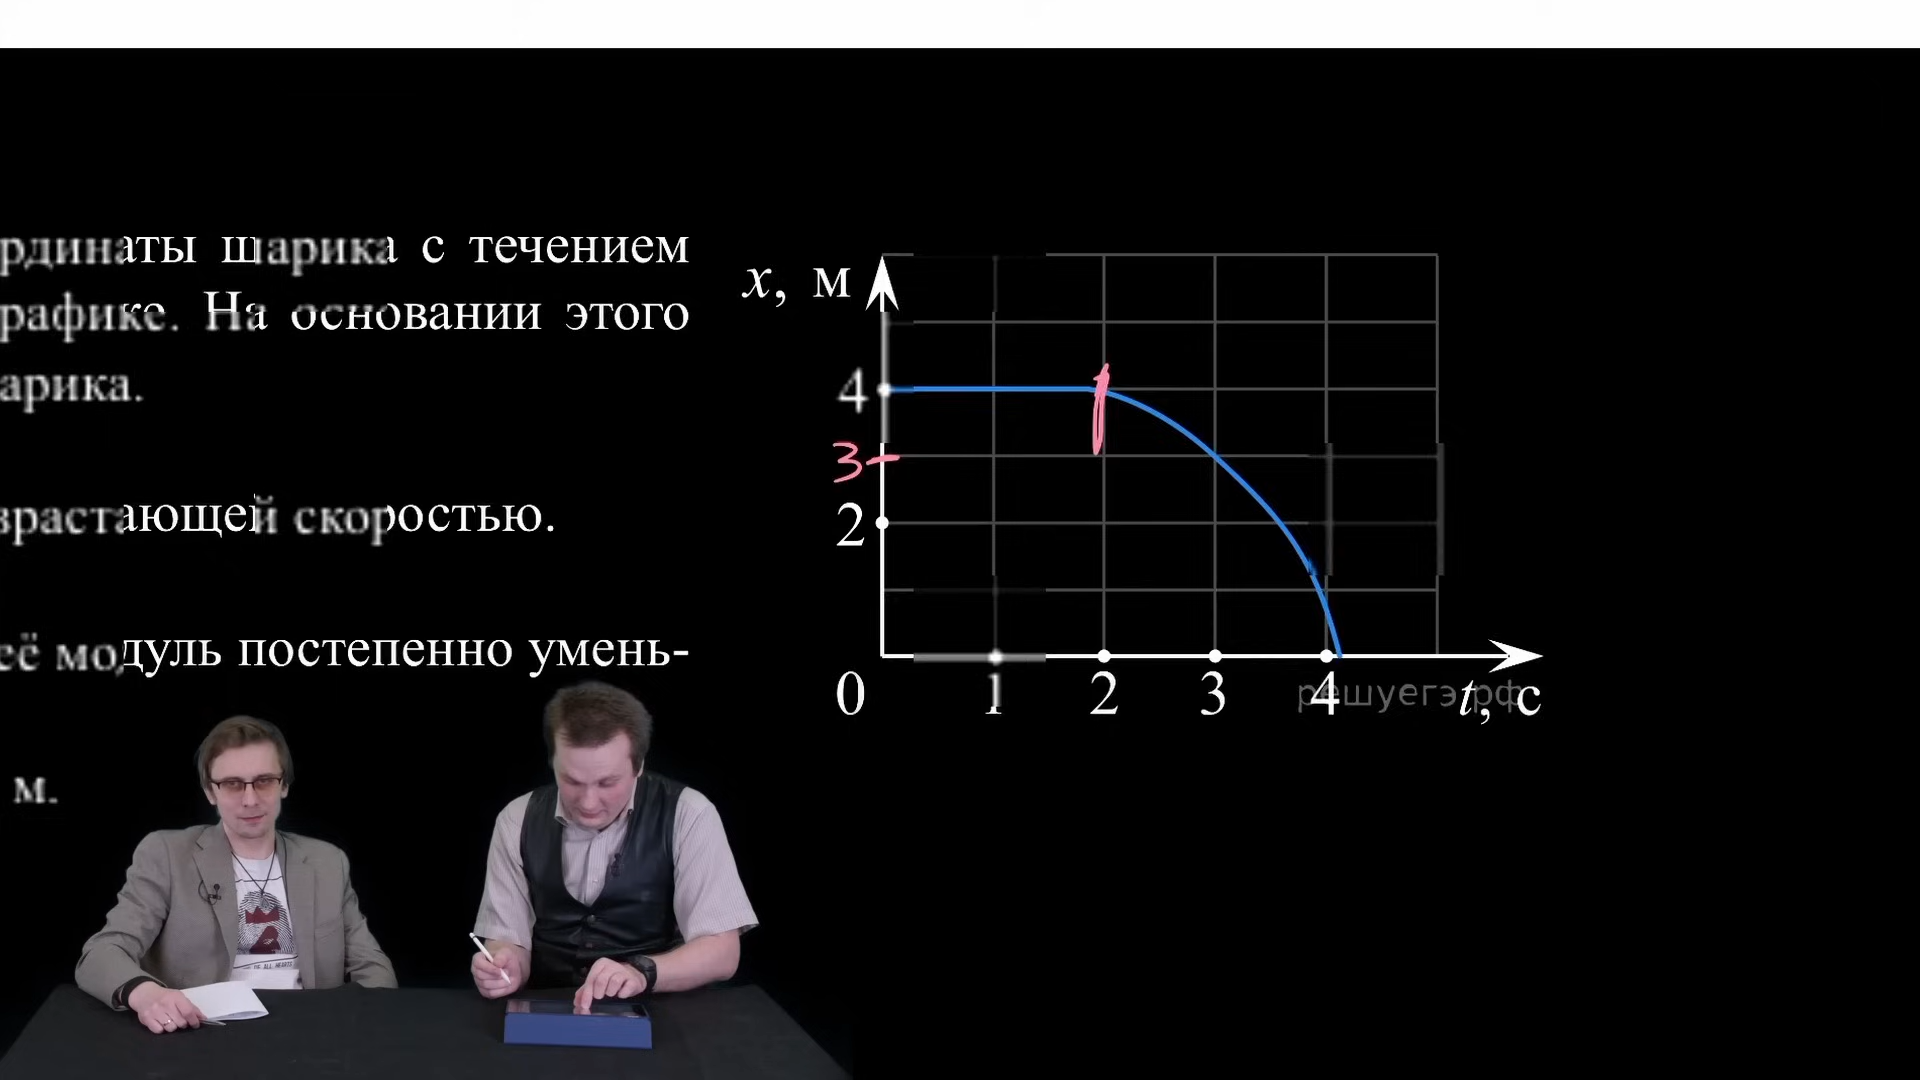 рдинаты шарика с течением
рафике. На основании этого
арика.
зрастающей скоростью.
её модуль постепенно умень-
м.
x, м
4
3
2
0
1 2 3 4 t, с
решуегэ.рф